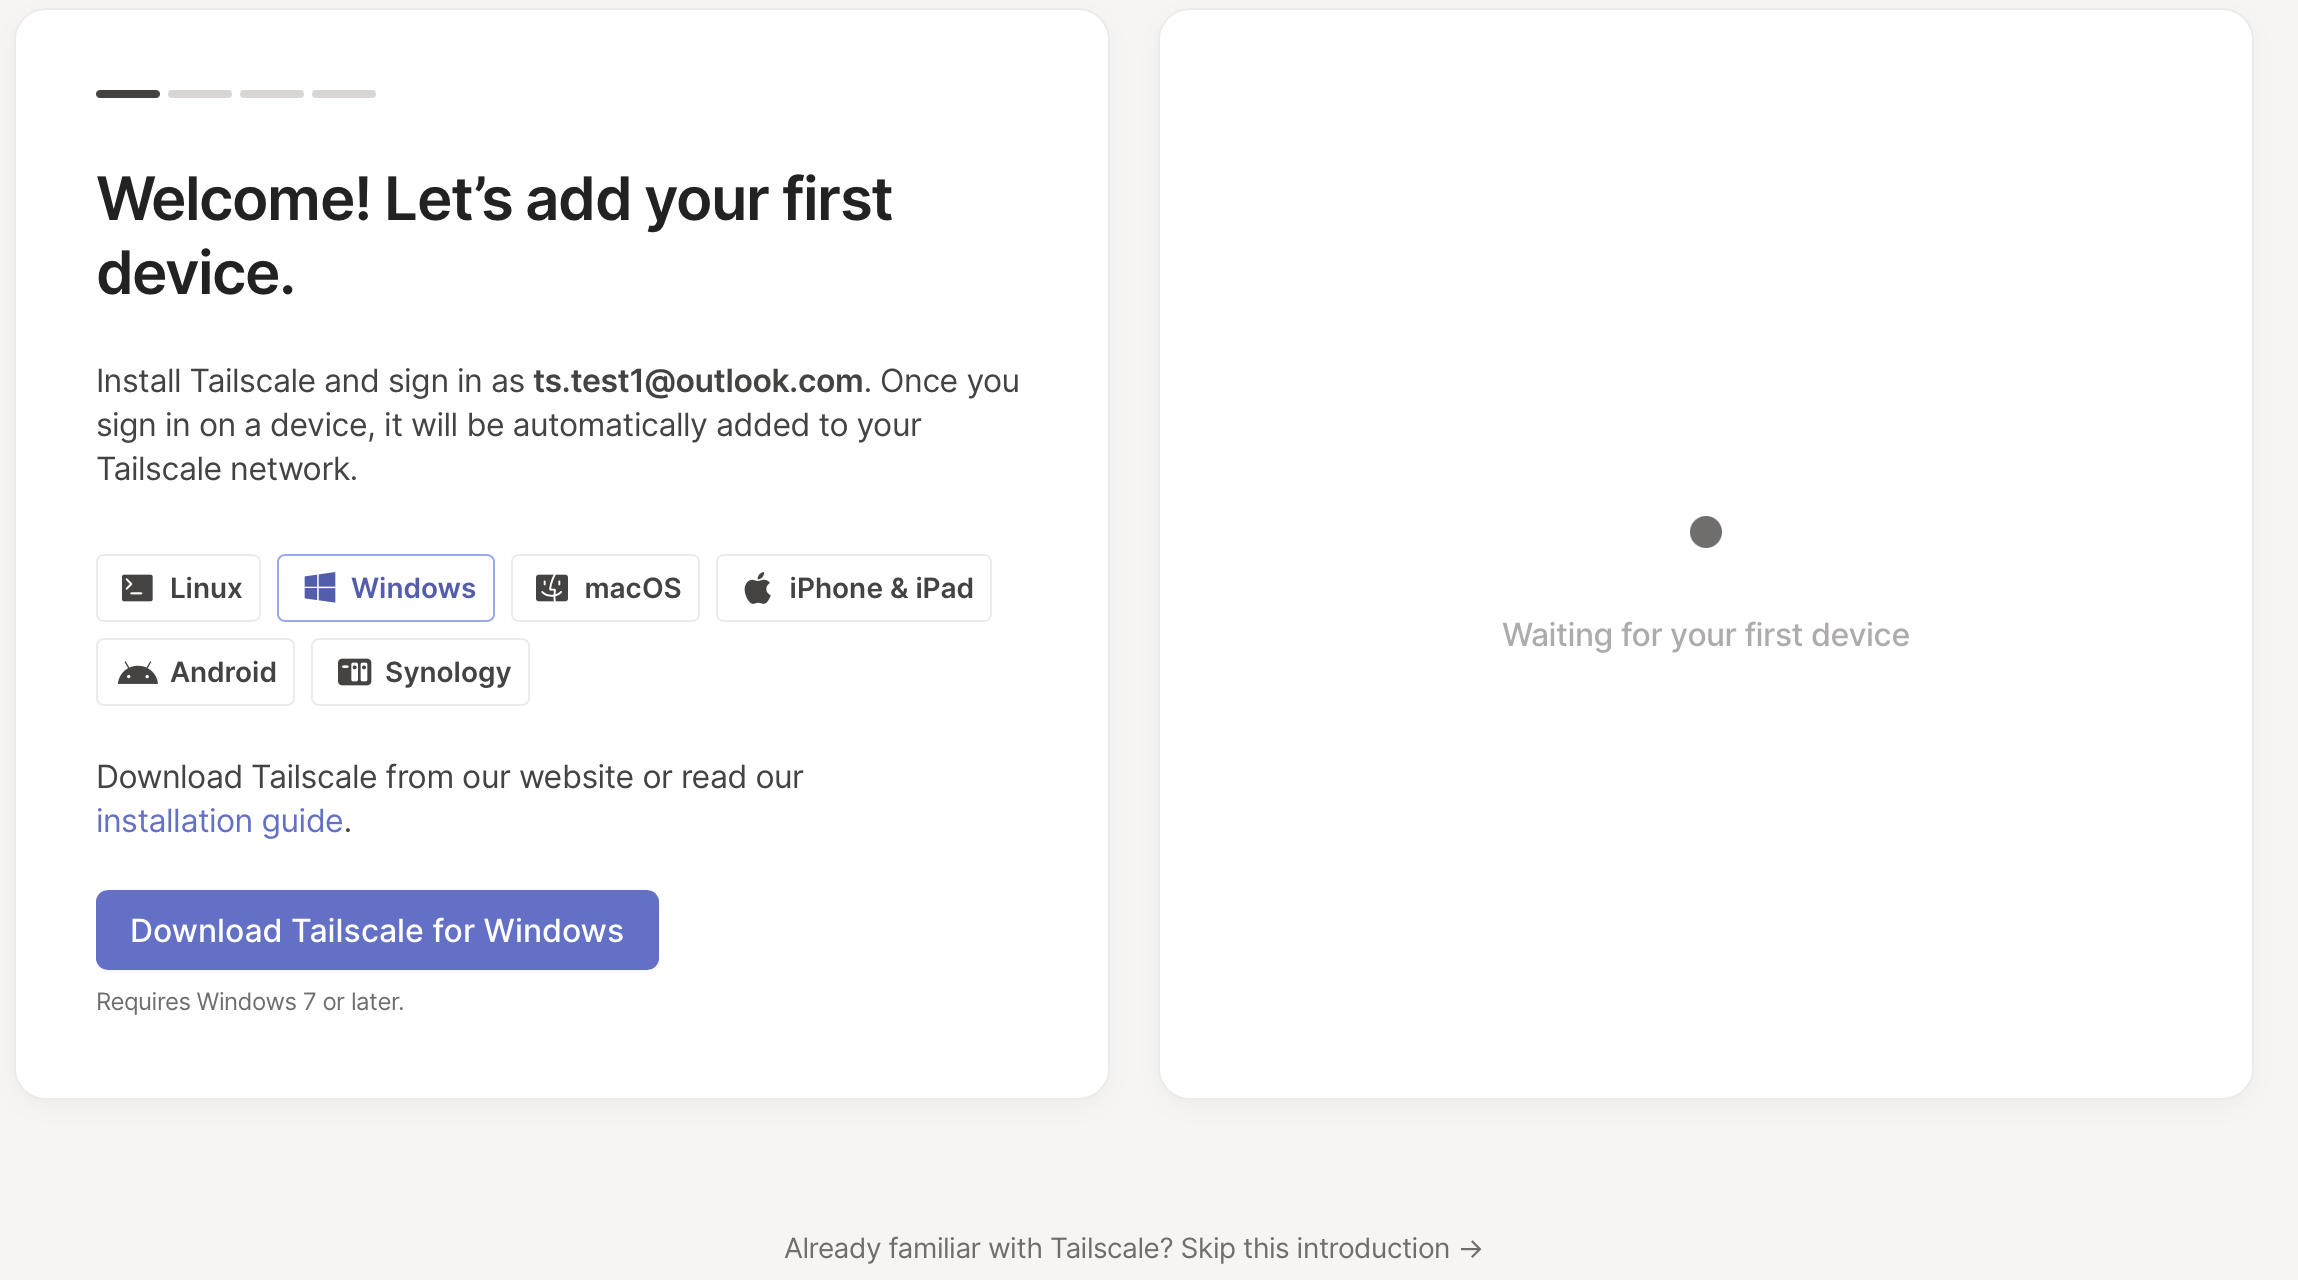 Welcome! Let’s add your first
device.
Install Tailscale and sign in as ts.test1@outlook.com. Once you
sign in on a device, it will be automatically added to your
Tailscale network.
Linux Windows macOS iPhone & iPad
Android Synology
Download Tailscale from our website or read our
installation guide.
Download Tailscale for Windows
Requires Windows 7 or later.
Waiting for your first device
Already familiar with Tailscale? Skip this introduction →